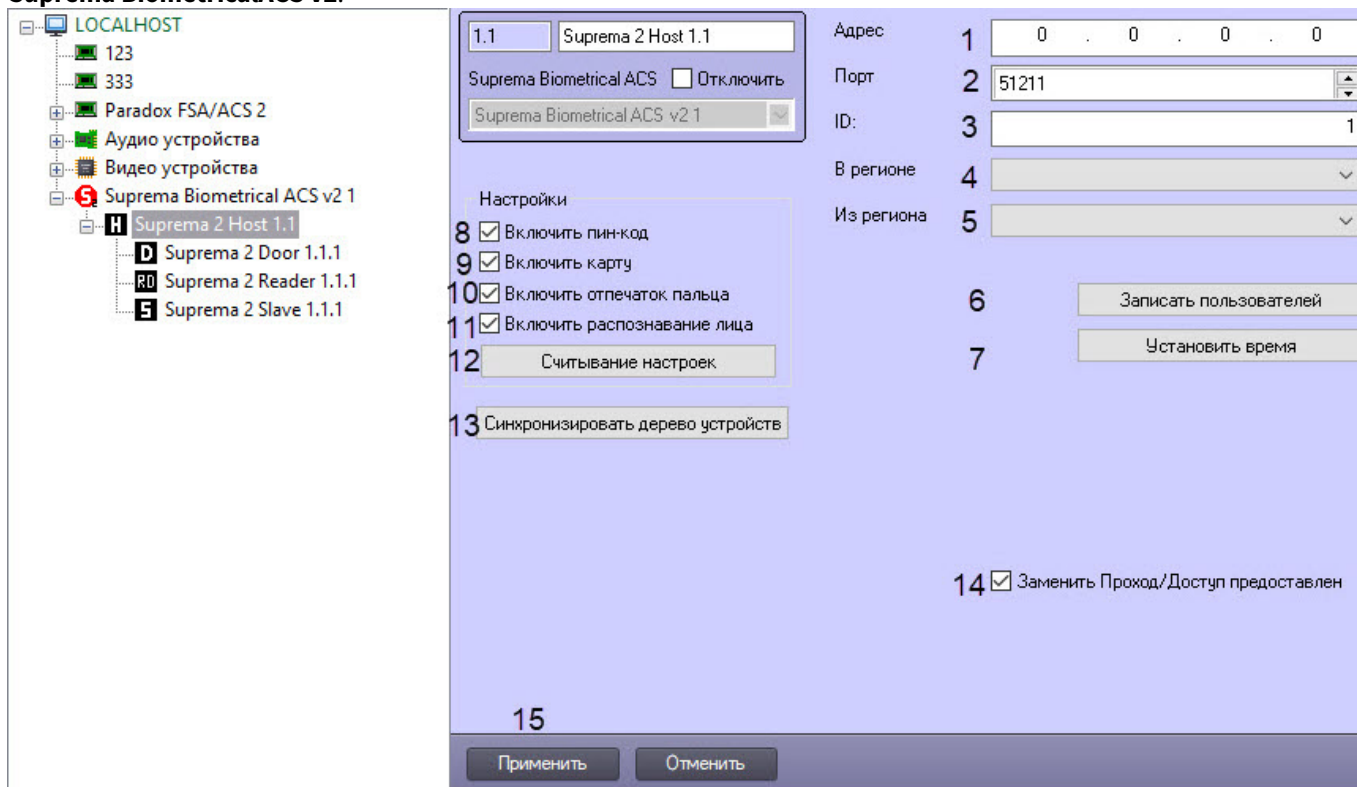 Suprema BiometricalACS v2.
LOCALHOST
123
333
Paradox FSA/ACS 2
Аудио устройства
Видео устройства
Suprema Biometrical ACS v2 1
H Suprema 2 Host 1.1
D Suprema 2 Door 1.1.1
RD Suprema 2 Reader 1.1.1
S Suprema 2 Slave 1.1.1
1.1 Suprema 2 Host 1.1
Suprema Biometrical ACS Отключить
Suprema Biometrical ACS v2 1
Настройки
8 Включить пин-код
9 Включить карту
10 Включить отпечаток пальца
11 Включить распознавание лица
12 Считывание настроек
13 Синхронизировать дерево устройств
Адрес 1 0 . 0 . 0 . 0
Порт 2 51211
ID: 3 1
В регионе 4
Из региона 5
6 Записать пользователей
7 Установить время
14 Заменить Проход/Доступ предоставлен
15
Применить Отменить